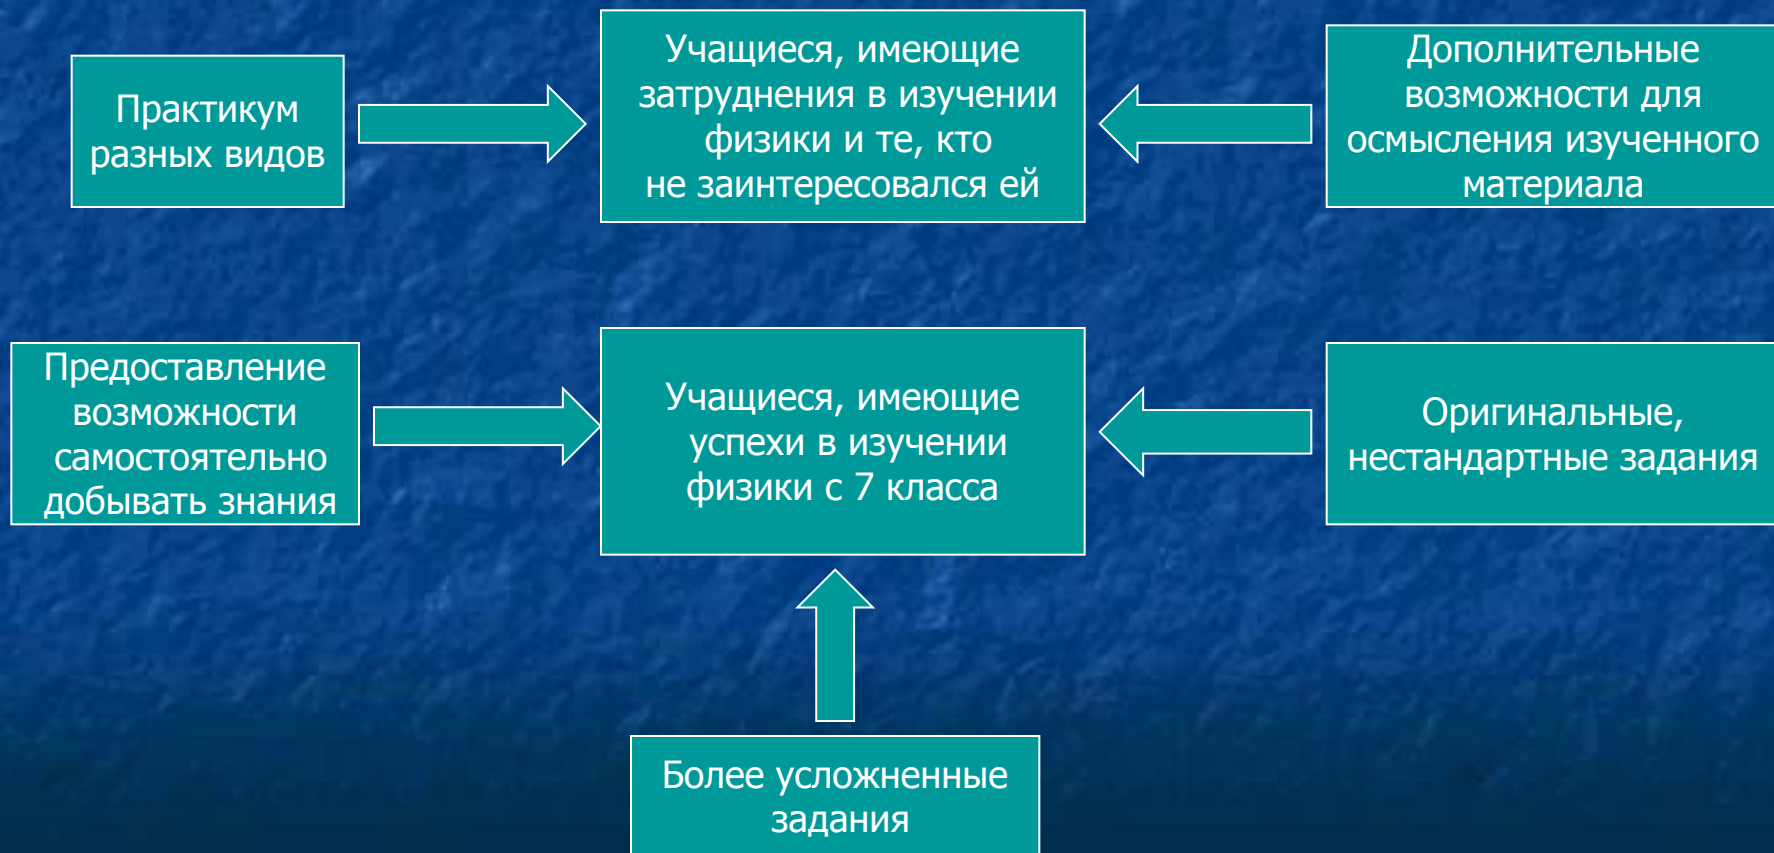 Практикум
разных видов
Учащиеся, имеющие
затруднения в изучении
физики и те, кто
не заинтересовался ей
Дополнительные
возможности для
осмысления изученного
материала
Предоставление
возможности
самостоятельно
добывать знания
Учащиеся, имеющие
успехи в изучении
физики с 7 класса
Оригинальные,
нестандартные задания
Более усложненные
задания